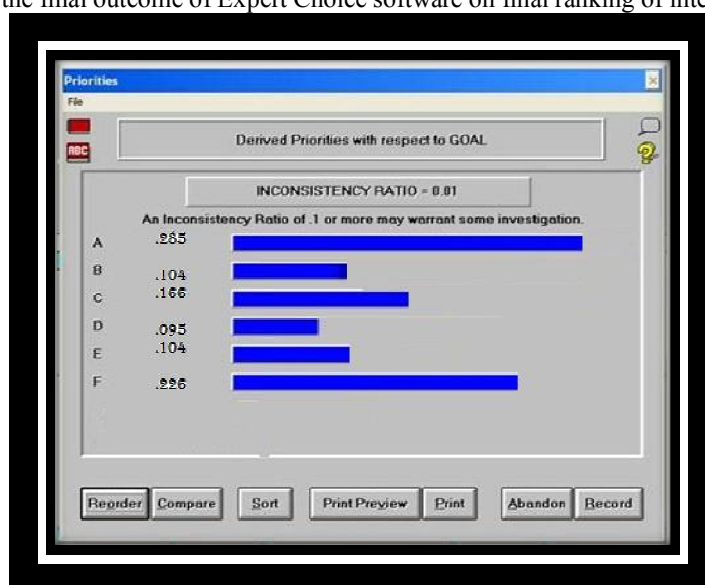 the final outcome of Expert Choice software on final ranking of inte
Priorities
File
ABC
Derived Priorities with respect to GOAL
INCONSISTENCY RATIO = 0.01
An Inconsistency Ratio of .1 or more may warrant some investigation.
A .285
B .104
C .166
D .095
E .104
F .226
Reorder Compare Sort Print Preview Print Abandon Record